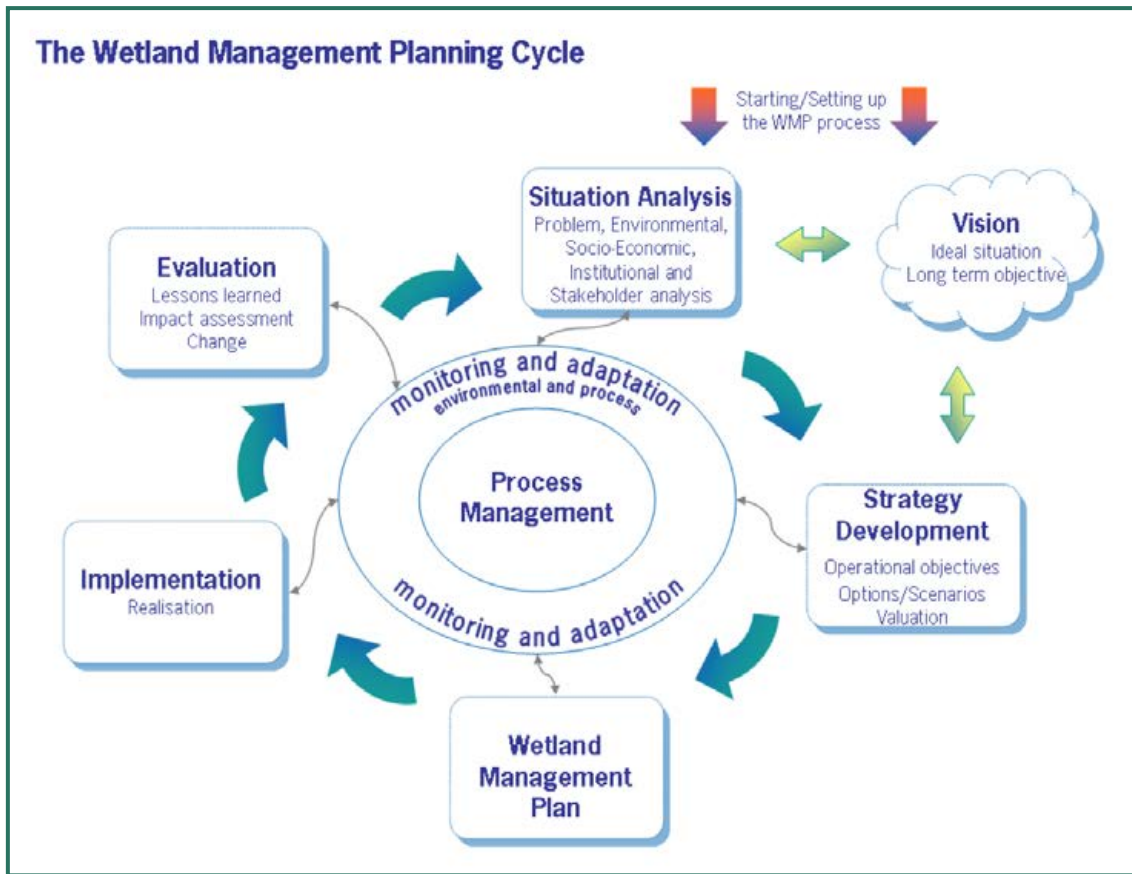 The Wetland Management Planning Cycle
Starting/Setting up
the WMP process
Situation Analysis
Problem, Environmental,
Socio-Economic,
Institutional and
Stakeholder analysis
Vision
Ideal situation
Long term objective
Evaluation
Lessons learned
Impact assessment
Change
monitoring and adaptation
environmental and process
Process
Management
monitoring and adaptation
Strategy
Development
Operational objectives
Options/Scenarios
Valuation
Implementation
Realisation
Wetland
Management
Plan